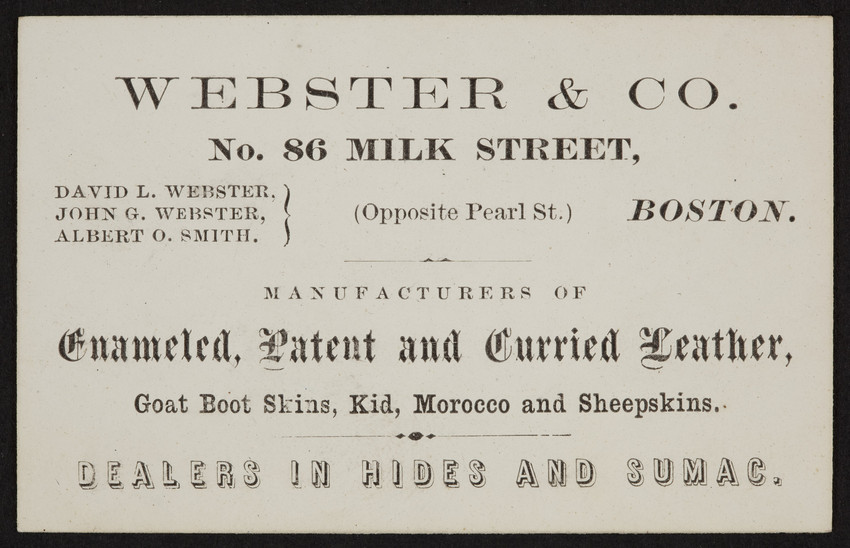 WEBSTER & CO.
No. 86 MILK STREET,
DAVID L. WEBSTER,
JOHN G. WEBSTER,
ALBERT O. SMITH.
(Opposite Pearl St.)
BOSTON.
MANUFACTURERS OF
Enameled, Patent and Curried Leather,
Goat Boot Skins, Kid, Morocco and Sheepskins.
DEALERS IN HIDES AND SUMAC.